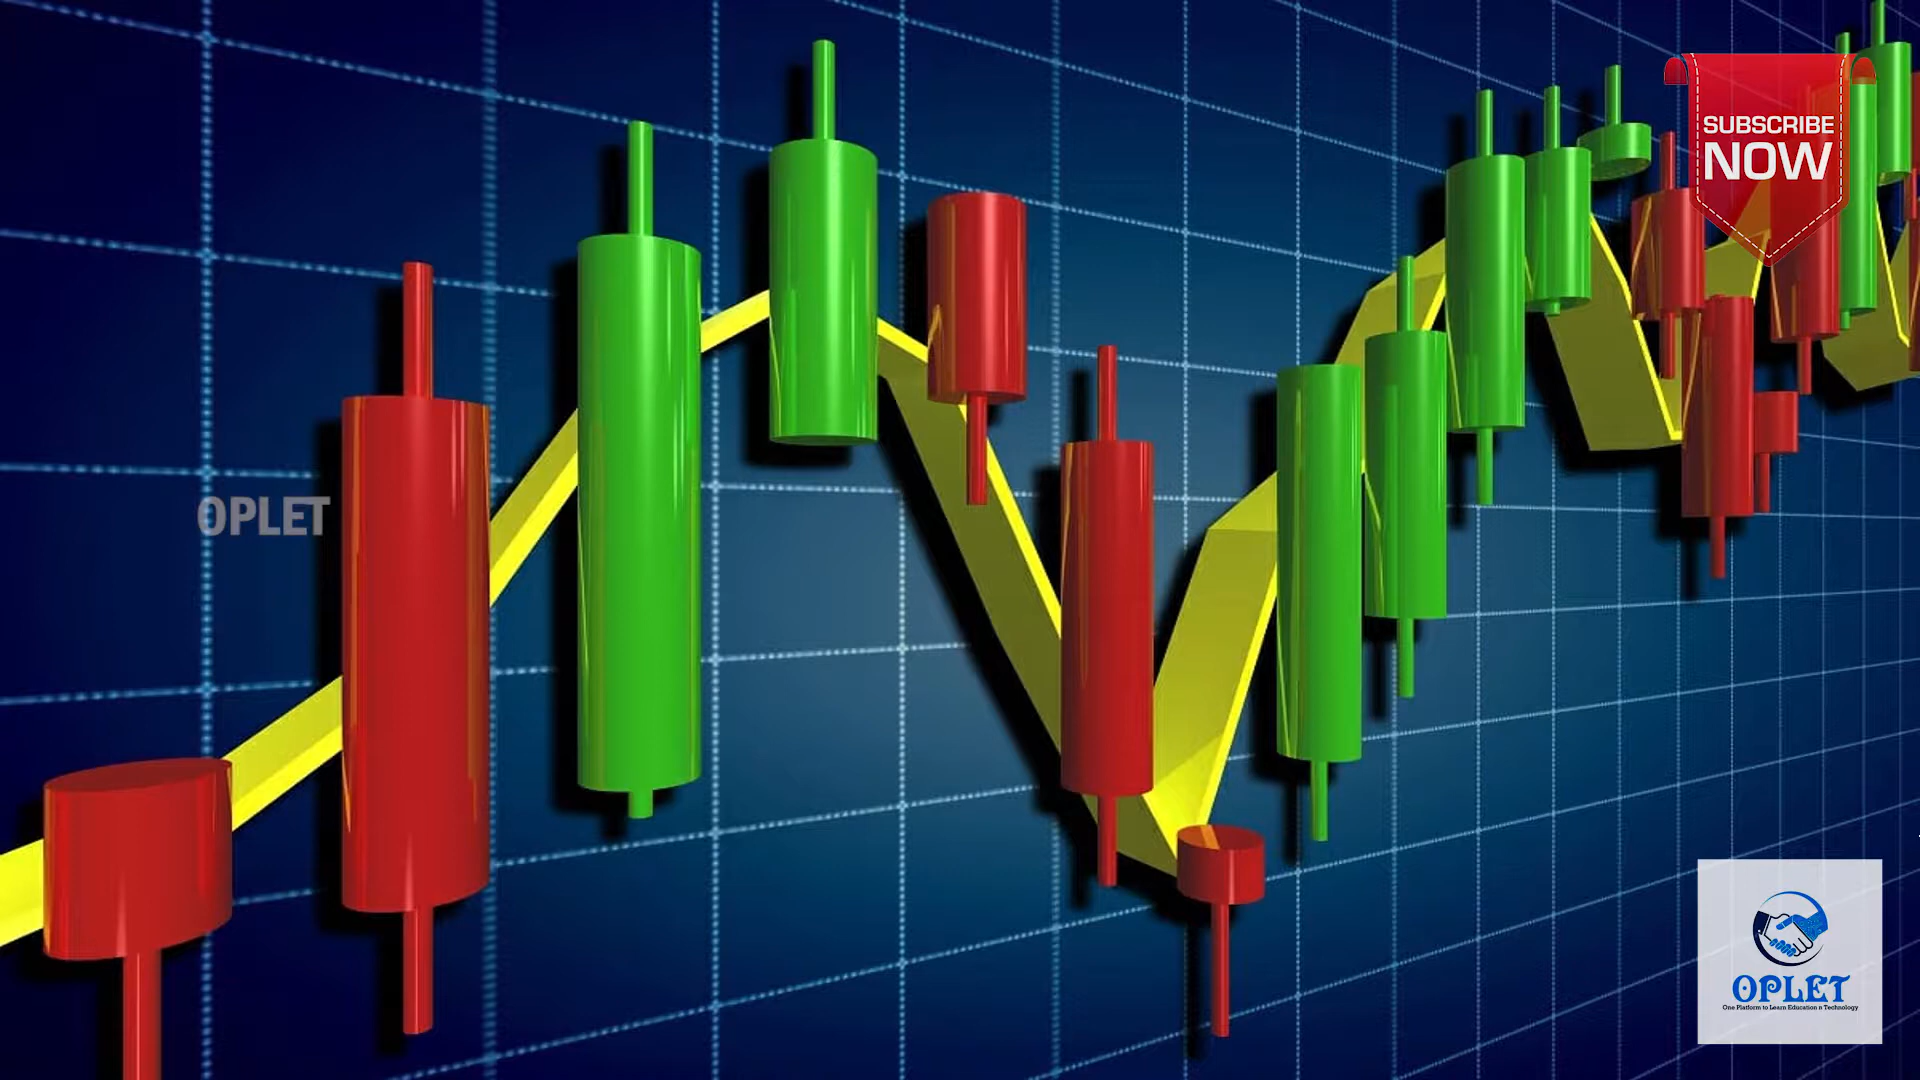 SUBSCRIBE
NOW
OPLET
OPLET
One Platform to Learn Education n Technology